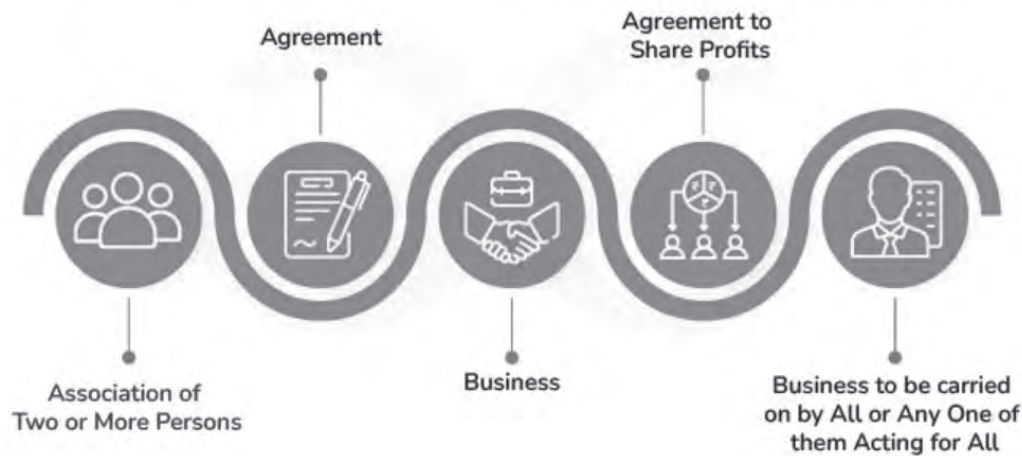 Association of
Two or More Persons
Agreement
Business
Agreement to
Share Profits
Business to be carried
on by All or Any One of
them Acting for All